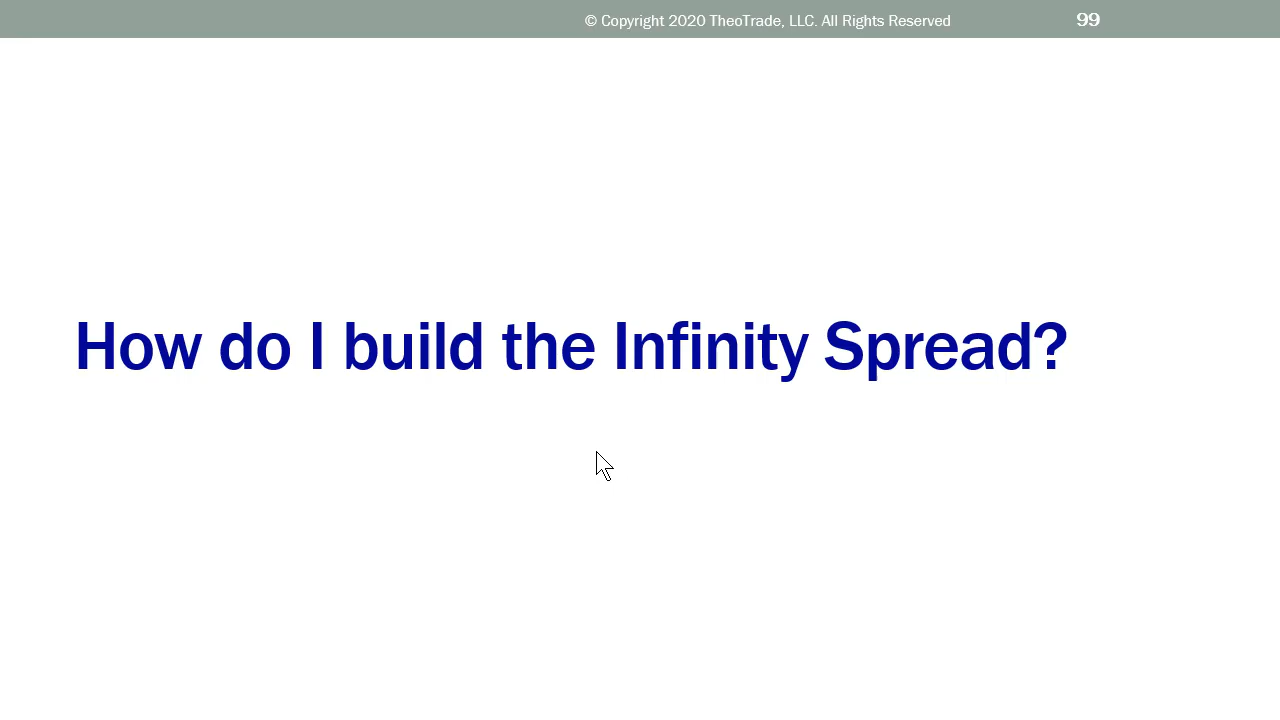 © Copyright 2020 TheoTrade, LLC. All Rights Reserved 99
How do I build the Infinity Spread?